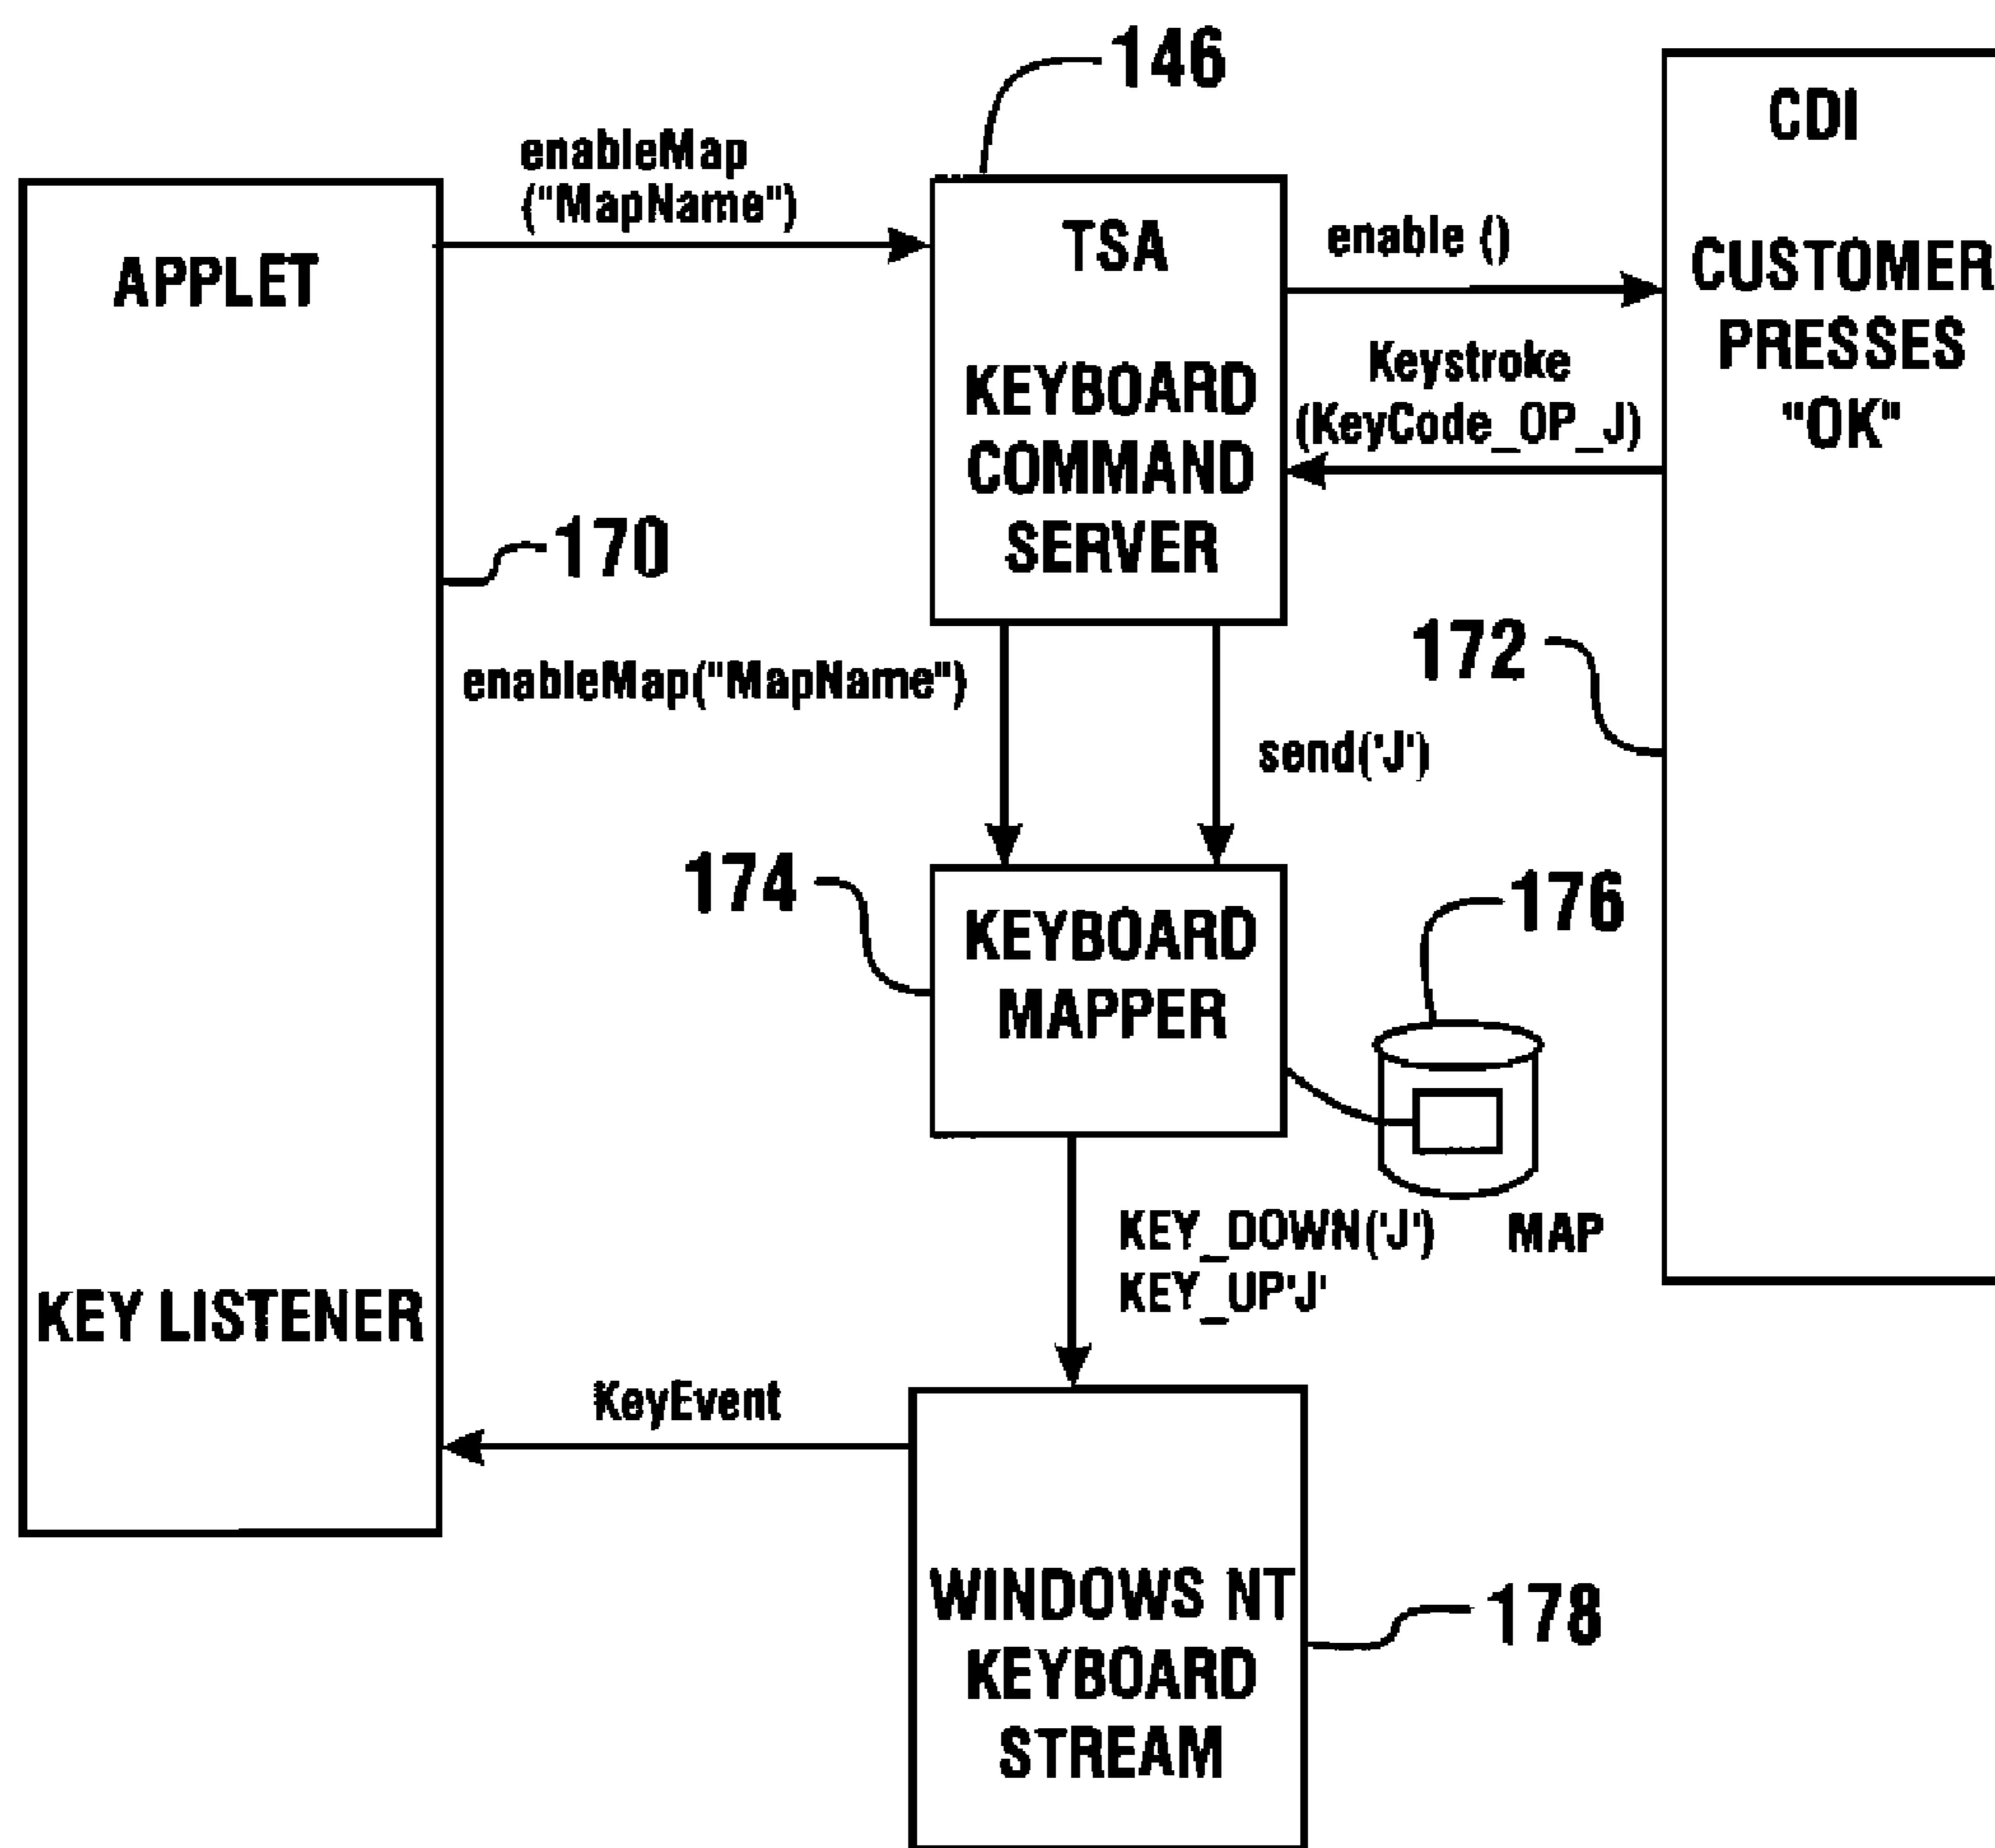 146
CDI
enableMap
("MapName")
APPLET
TSA
enable ()
CUSTOMER
PRESSES
"OK"
Keystroke
(KeyCode_OP_J)
KEYBOARD
COMMAND
SERVER
170
172
enableMap("MapName")
send('J')
174
176
KEYBOARD
MAPPER
KEY_DOWN('J')
KEY_UP'J'
MAP
KEY LISTENER
KeyEvent
WINDOWS NT
KEYBOARD
STREAM
178